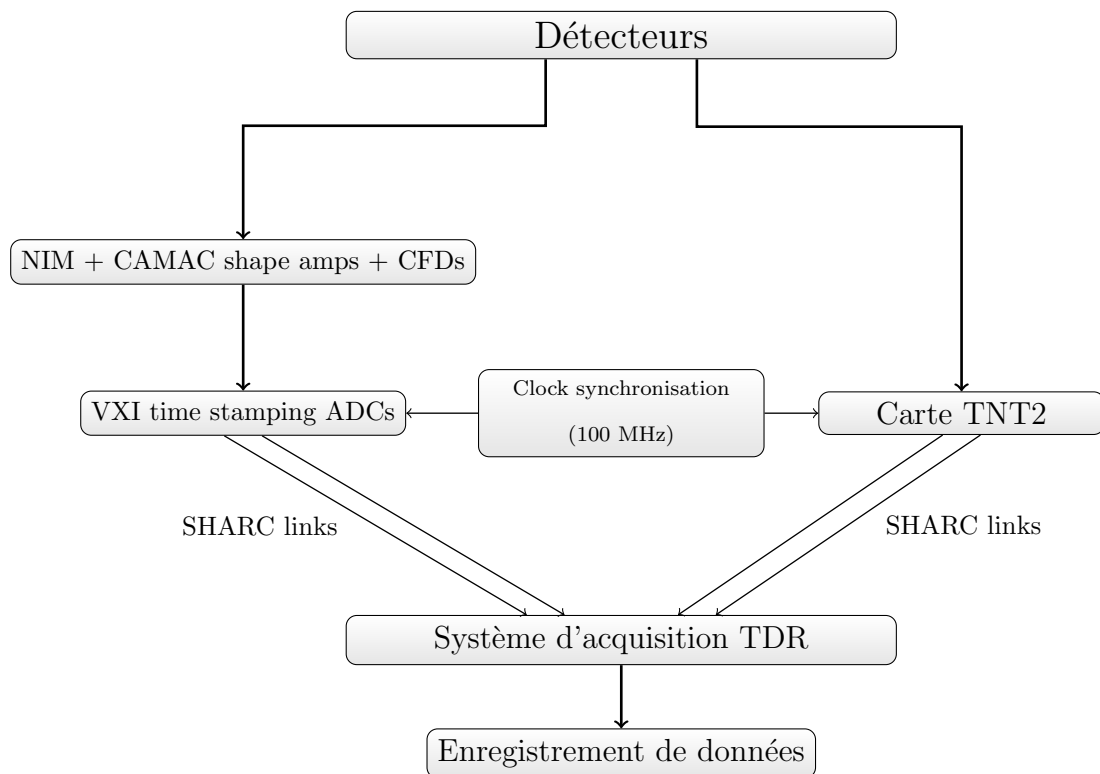 Détecteurs
NIM + CAMAC shape amps + CFDs
Clock synchronisation
(100 MHz)
VXI time stamping ADCs
Carte TNT2
SHARC links
SHARC links
Système d'acquisition TDR
Enregistrement de données